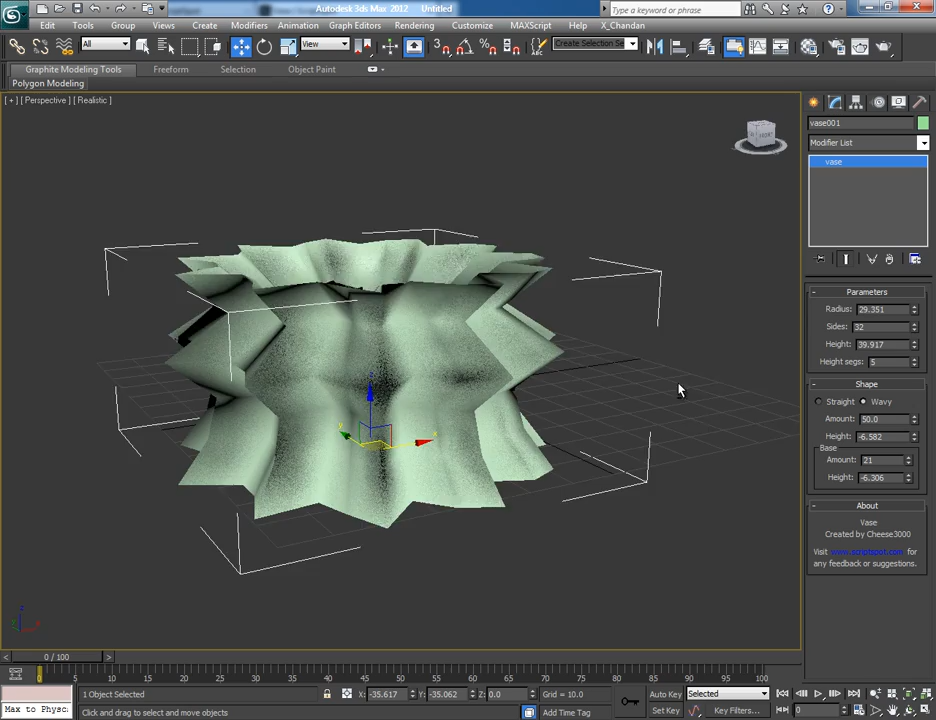 Autodesk 3ds Max 2012 Untitled
Type a keyword or phrase
Edit Tools Group Views Create Modifiers Animation Graph Editors Rendering Customize MAXScript Help X_Chandan
All View 3 Create Selection Se
Graphite Modeling Tools Freeform Selection Object Paint
Polygon Modeling
[ + ] [ Perspective ] [ Realistic ]
FRONT
vase001
Modifier List
vase
- Parameters
Radius: 29.351
Sides: 32
Height: 39.917
Height segs: 5
- Shape
Straight Wavy
Amount: 50.0
Height: -6.582
Base
Amount: 21
Height: -6.306
- About
Vase
Created by Cheese3000
Visit www.scriptspot.com for
any feedback or suggestions.
z
y
x
z
y
x
< 0 / 100 >
0 5 10 15 20 25 30 35 40 45 50 55 60 65 70 75 80 85 90 95 100
1 Object Selected X: -35.617 Y: -35.062 Z: 0.0 Grid = 10.0 Auto Key Selected
Max to Physc Click and drag to select and move objects Add Time Tag Set Key Key Filters... 0